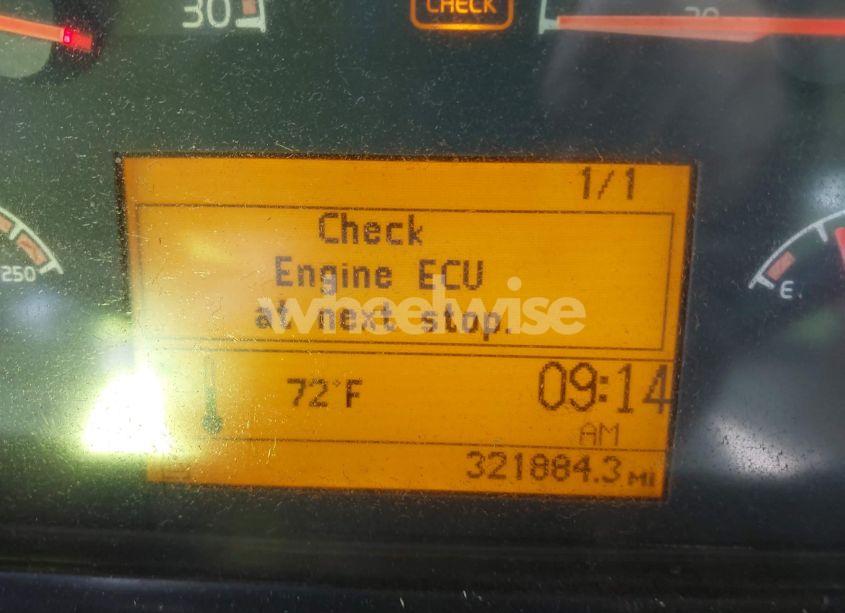 30
CHECK
1/1
Check
Engine ECU
at next stop.
wheelwise
250
E
72°F
09:14
AM
321884.3 MI